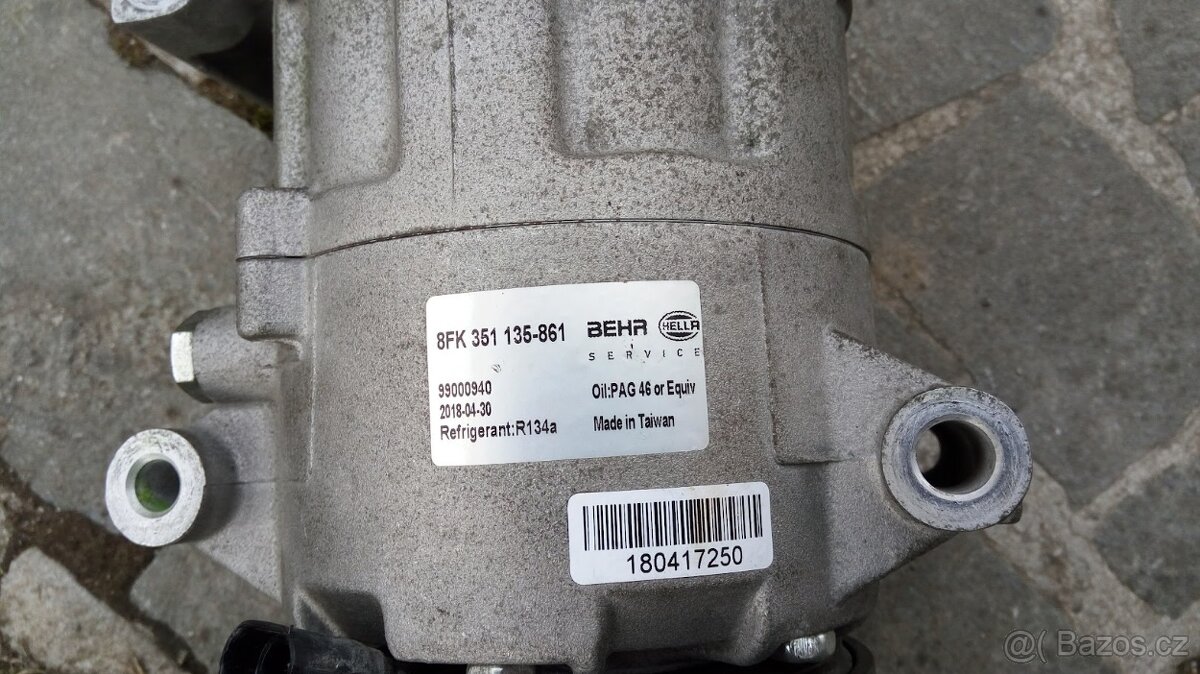 8FK 351 135-861 BEHR HELLA
SERVICE
99000940
2018-04-30
Refrigerant:R134a
Oil:PAG 46 or Equiv
Made in Taiwan
180417250
@( Bazos.cz